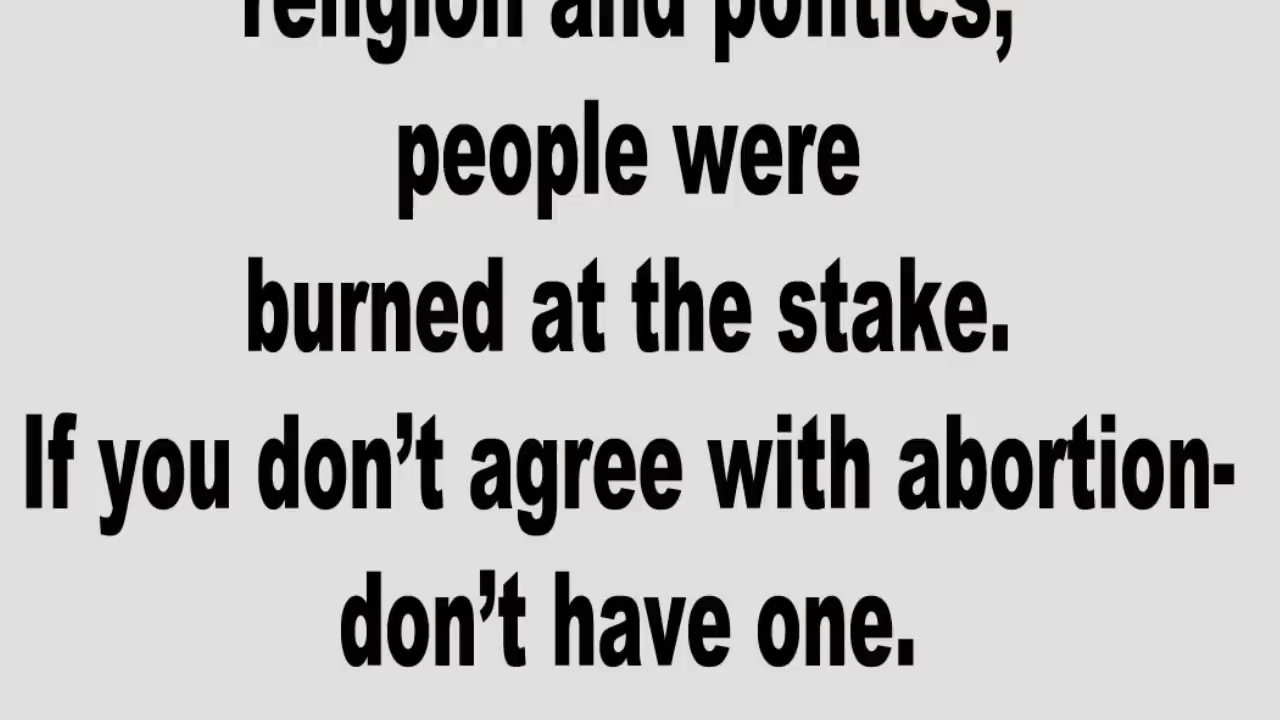 religion and politics,
people were
burned at the stake.
If you don’t agree with abortion-
don’t have one.